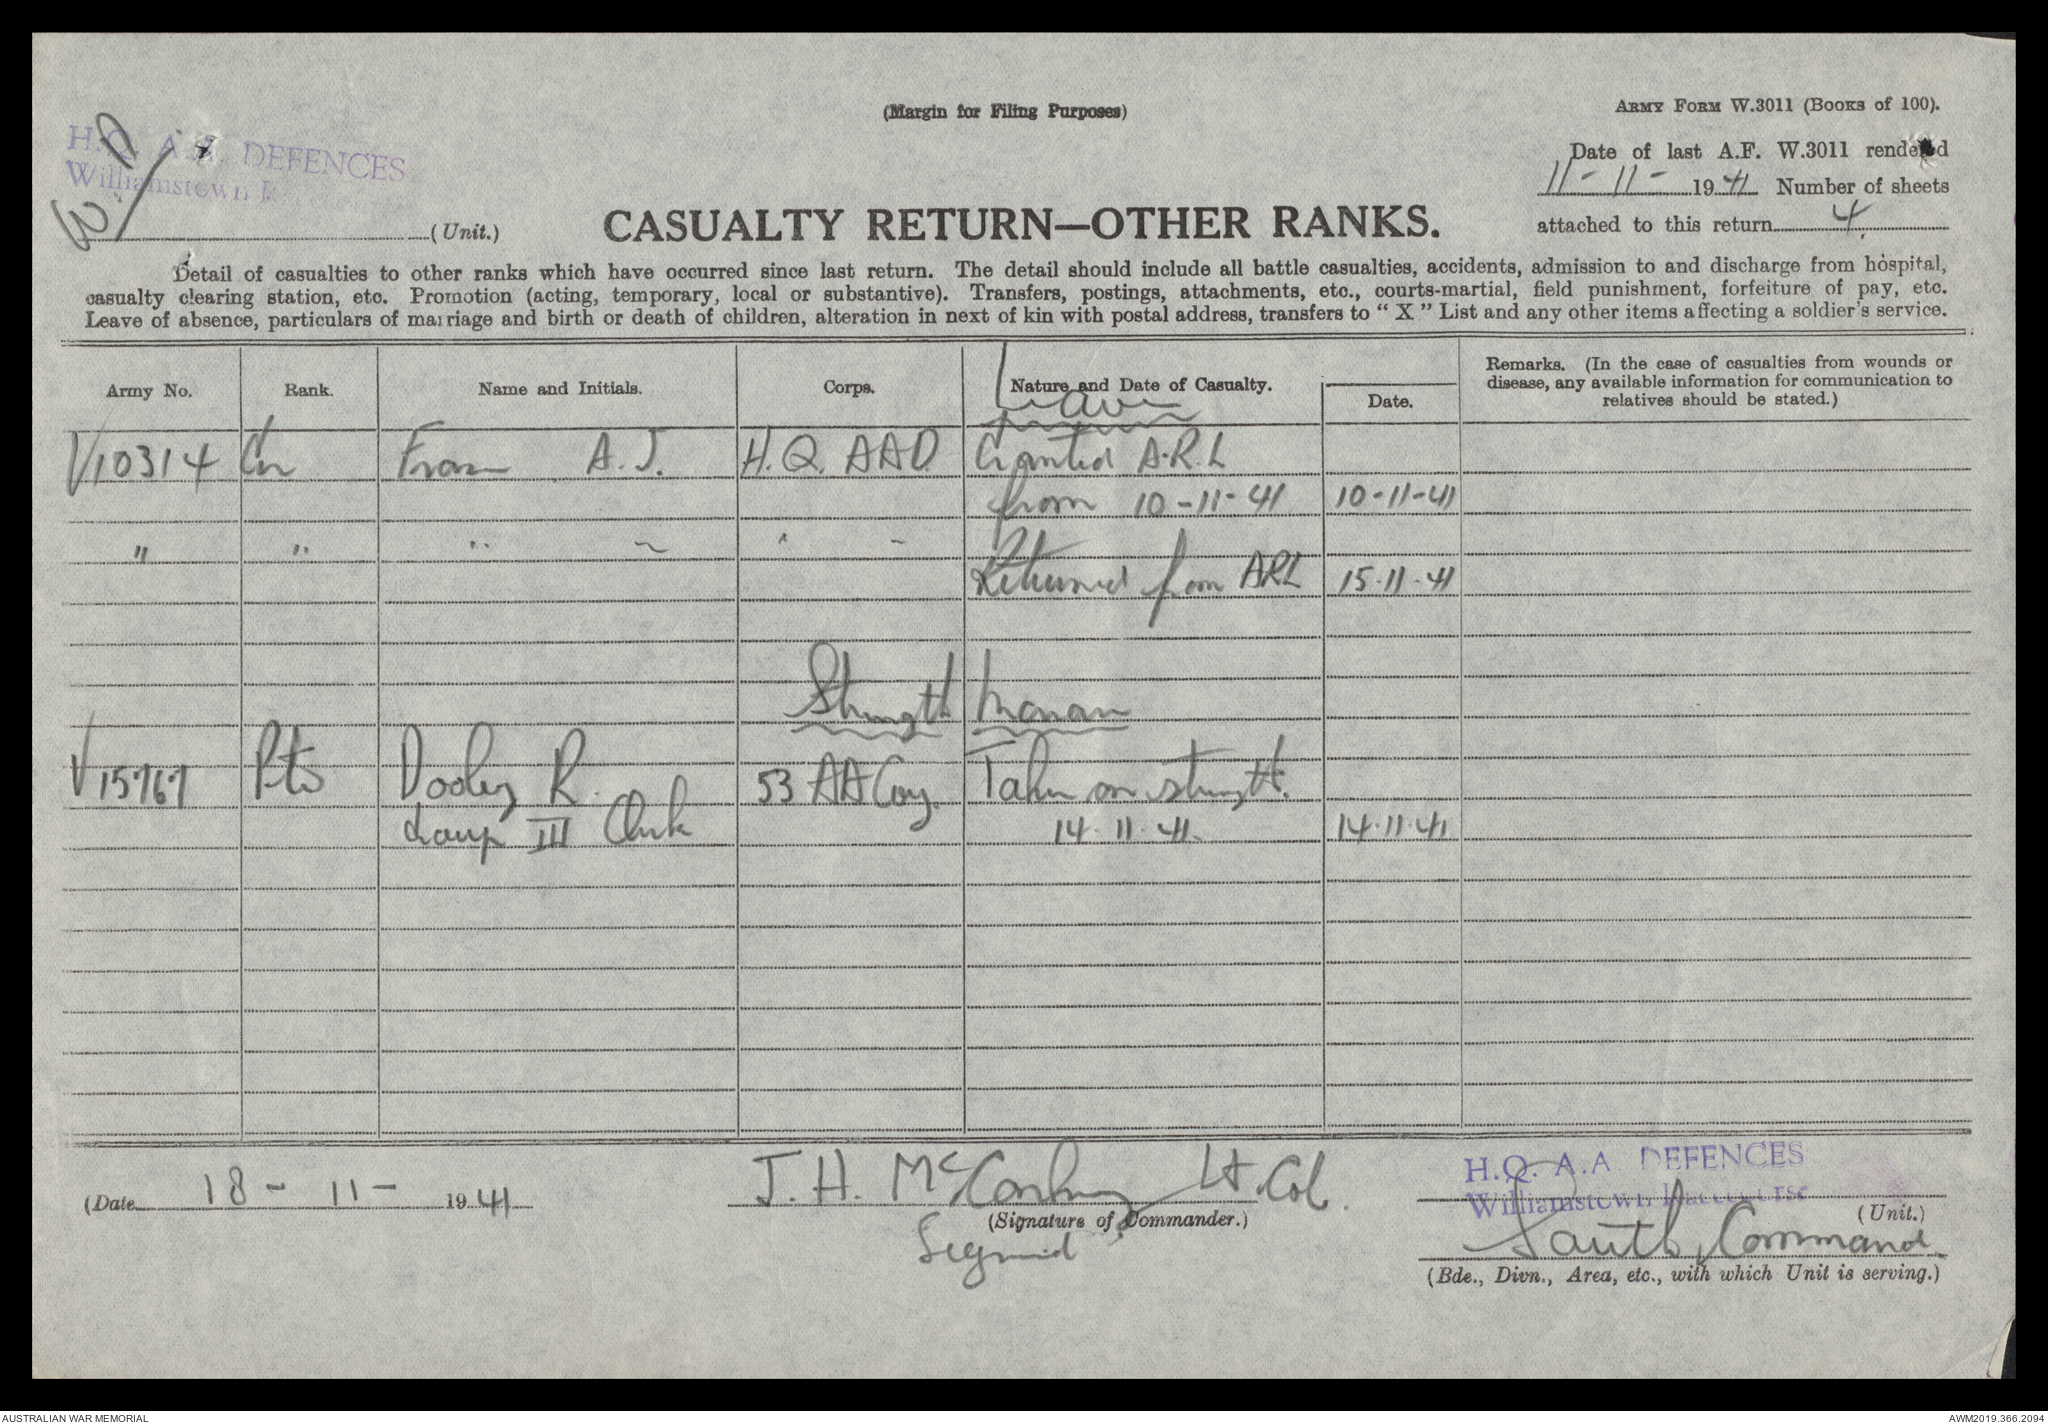 (Margin for Filing Purposes)
ARMY FORM W.3011 (BOOKS OF 100).
H.Q. A.A. DEFENCES
Williamstown R
W/D
(Unit.)
CASUALTY RETURN—OTHER RANKS.
Date of last A.F. W.3011 rendered
11 - 11 - 1941 Number of sheets
attached to this return 4.
Detail of casualties to other ranks which have occurred since last return. The detail should include all battle casualties, accidents, admission to and discharge from hospital,
casualty clearing station, etc. Promotion (acting, temporary, local or substantive). Transfers, postings, attachments, etc., courts-martial, field punishment, forfeiture of pay, etc.
Leave of absence, particulars of marriage and birth or death of children, alteration in next of kin with postal address, transfers to " X " List and any other items affecting a soldier's service.
Army No. Rank. Name and Initials. Corps. Nature and Date of Casualty. Date. Remarks. (In the case of casualties from wounds or
disease, any available information for communication to
relatives should be stated.)
Leave
V10314 A.J. H.Q. AAD Granted A.R.L
from 10-11-41 10-11-41
" " " " " "
Returned from ARL 15.11.41
Strength Increase
V15767 Pte Dooley R. 53 AA Coy. Taken on strength.
Group III Clerk 14.11.41. 14.11.41
(Date 18 - 11 - 1941 J. H. Lt. Col.
(Signature of Commander.)
Signed
H.Q. A.A. DEFENCES
Williamstown Racecourse
(Unit.)
South. Command.
(Bde., Divn., Area, etc., with which Unit is serving.)
AUSTRALIAN WAR MEMORIAL AWM2019.366.2094